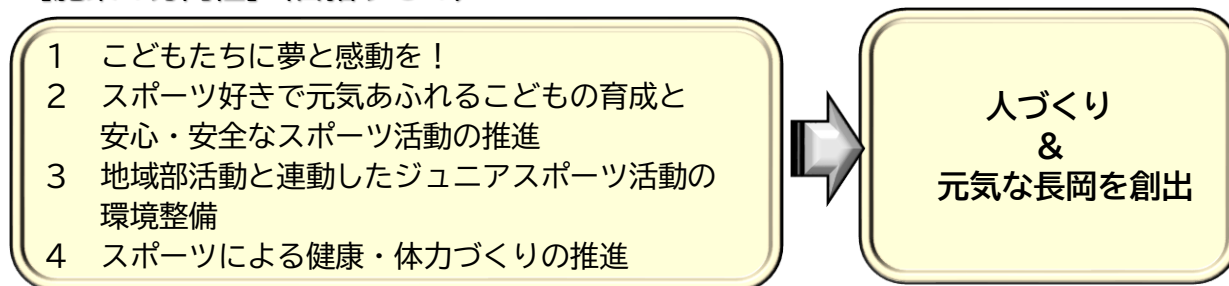 1 こどもたちに夢と感動を！
2 スポーツ好きで元気あふれるこどもの育成と
安心・安全なスポーツ活動の推進
3 地域部活動と連動したジュニアスポーツ活動の
環境整備
4 スポーツによる健康・体力づくりの推進
人づくり
&
元気な長岡を創出